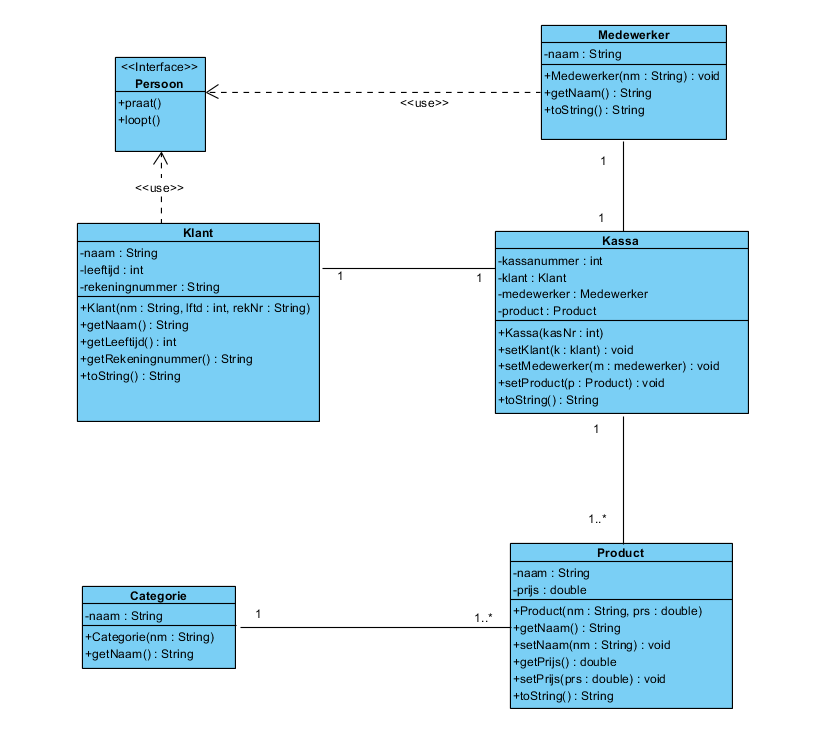 Medewerker
-naam : String
+Medewerker(nm : String) : void
+getNaam() : String
+toString() : String
<<Interface>>
Persoon
+praat()
+loopt()
<<use>>
<<use>>
1
1
Klant
-naam : String
-leeftijd : int
-rekeningnummer : String
+Klant(nm : String, lftd : int, rekNr : String)
+getNaam() : String
+getLeeftijd() : int
+getRekeningnummer() : String
+toString() : String
1
1
Kassa
-kassanummer : int
-klant : Klant
-medewerker : Medewerker
-product : Product
+Kassa(kasNr : int)
+setKlant(k : klant) : void
+setMedewerker(m : medewerker) : void
+setProduct(p : Product) : void
+toString() : String
1
1..*
Categorie
-naam : String
+Categorie(nm : String)
+getNaam() : String
1
1..*
Product
-naam : String
-prijs : double
+Product(nm : String, prs : double)
+getNaam() : String
+setNaam(nm : String) : void
+getPrijs() : double
+setPrijs(prs : double) : void
+toString() : String